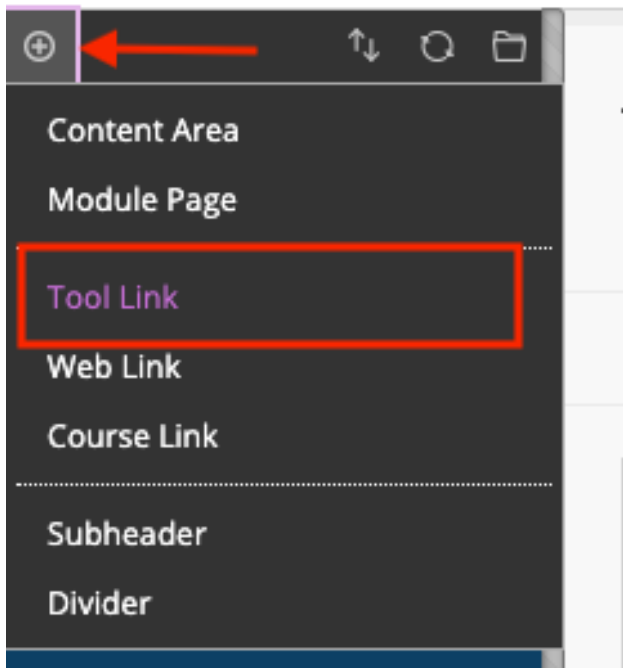 Content Area
Module Page
Tool Link
Web Link
Course Link
Subheader
Divider